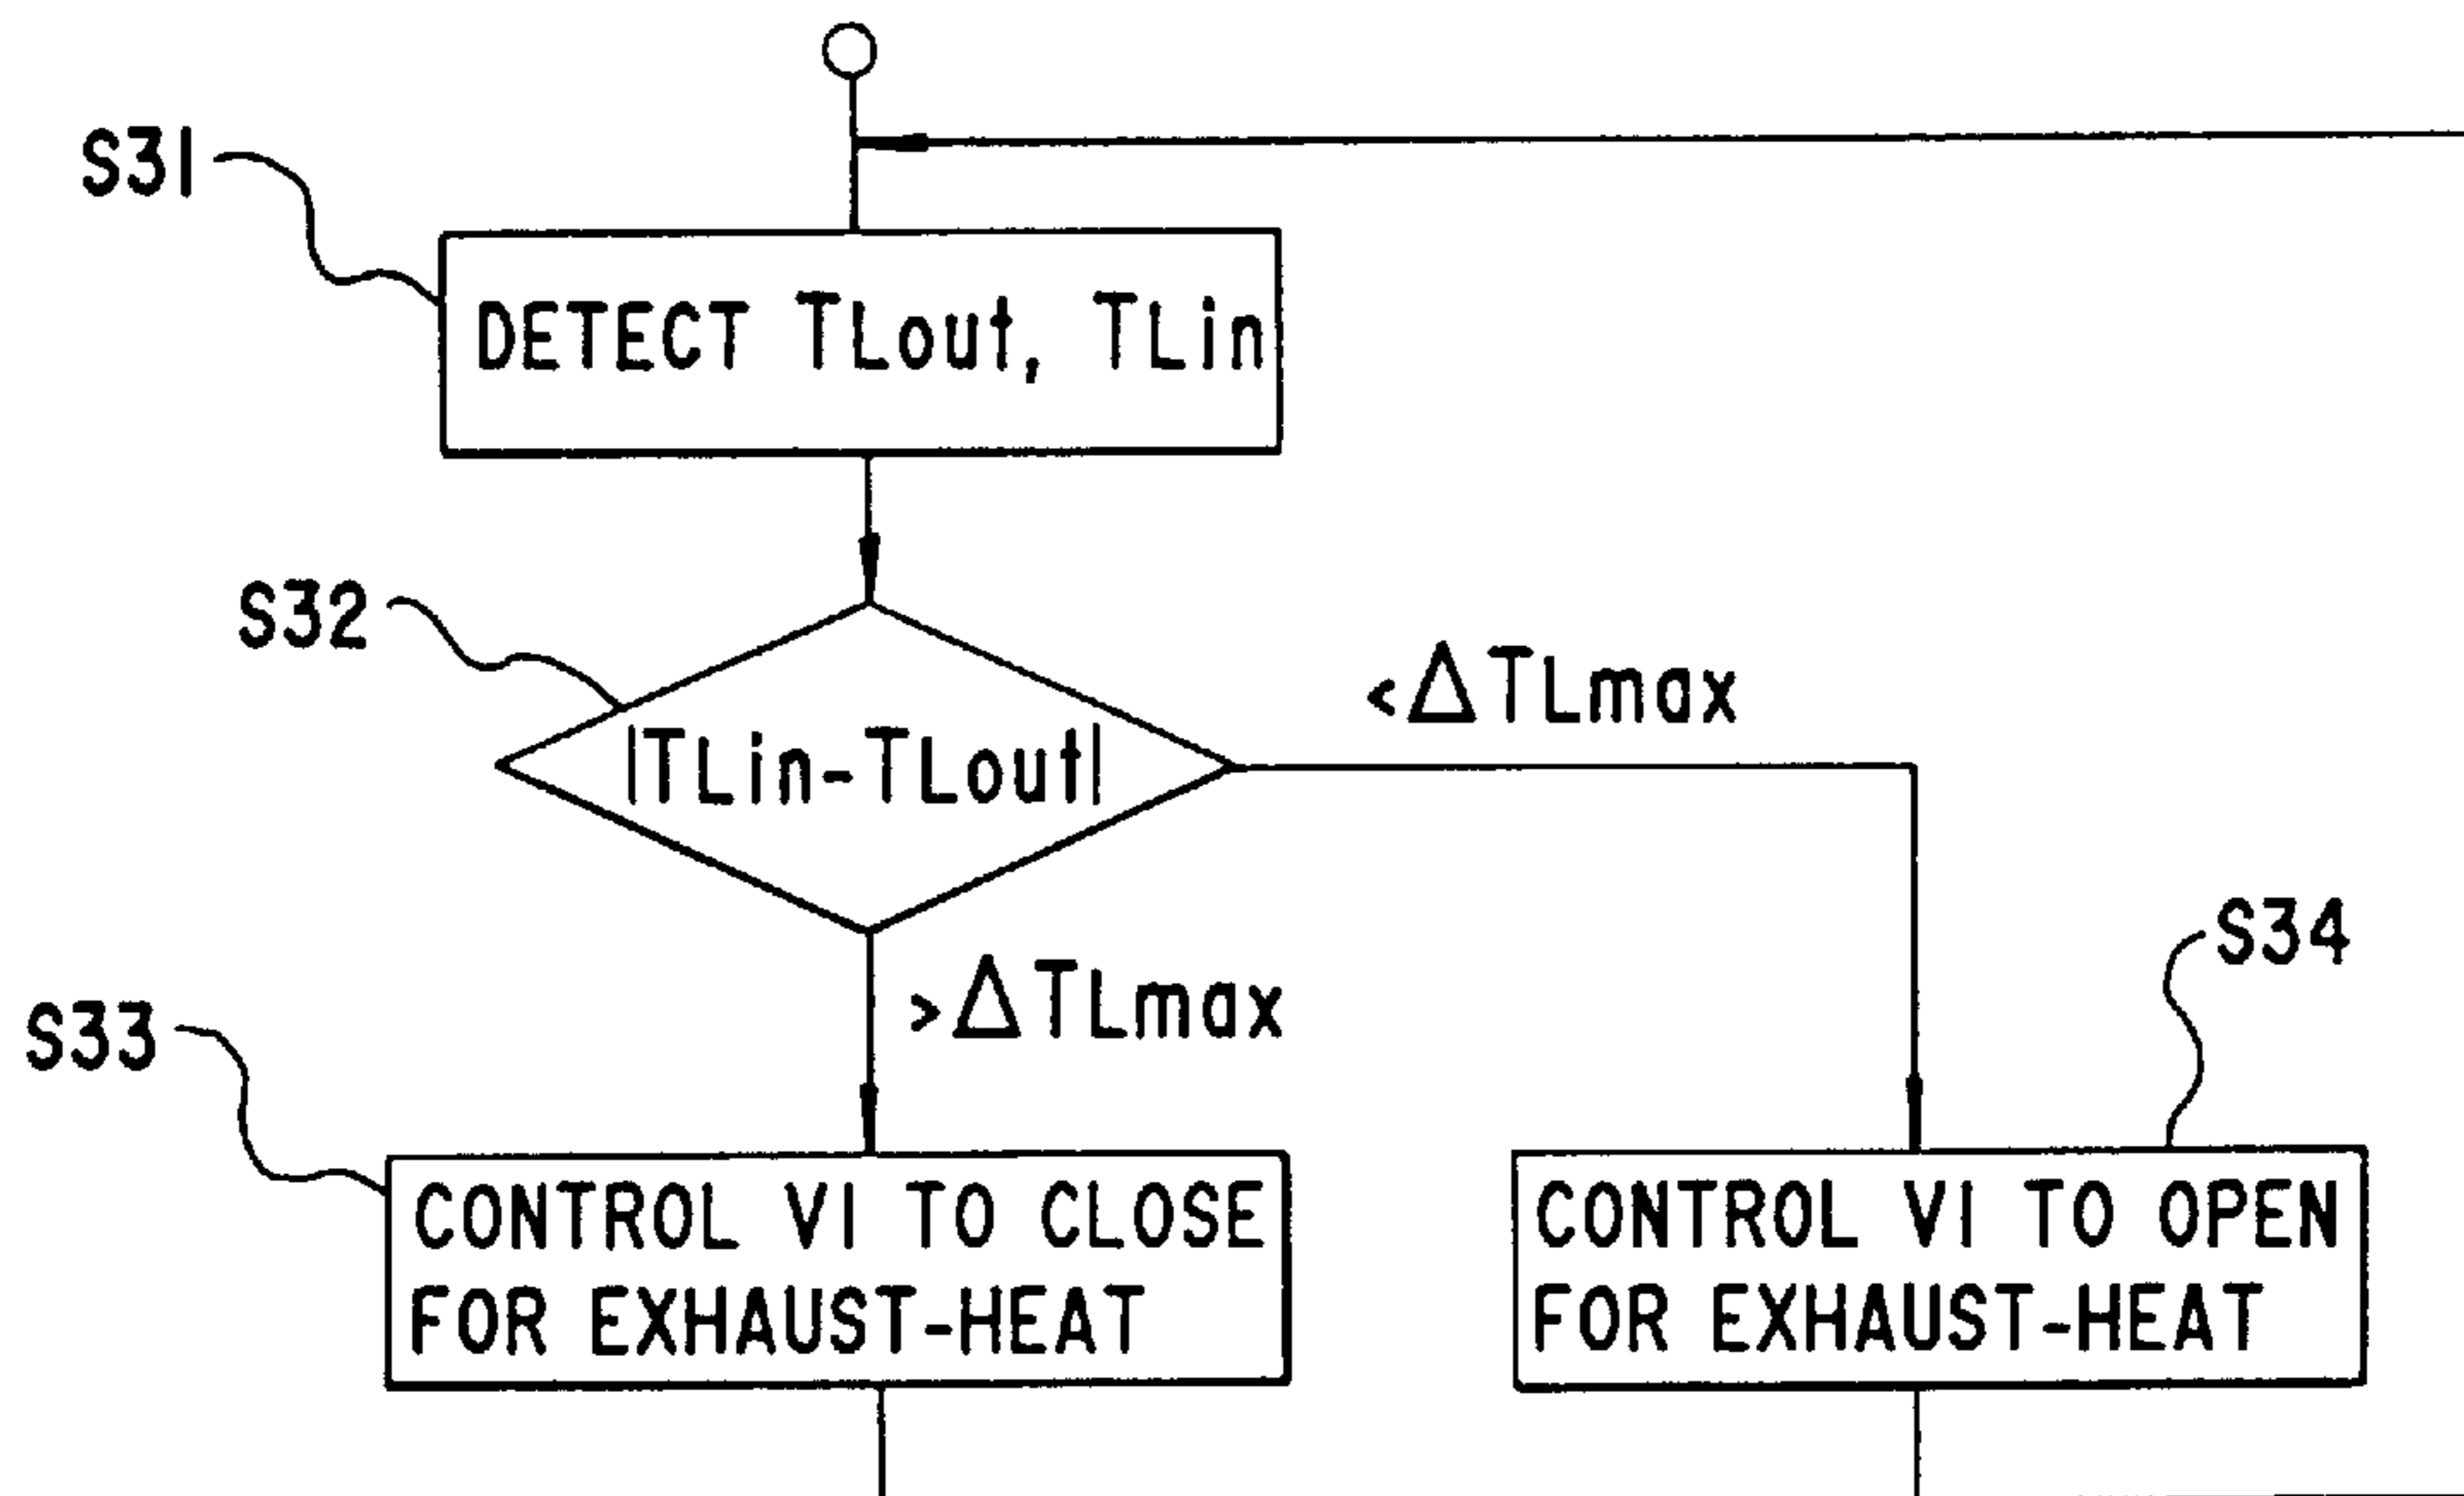 S31
DETECT TLout, TLin
S32
|TLin-TLout|
<ΔTLmax
>ΔTLmax
S34
S33
CONTROL V1 TO CLOSE
FOR EXHAUST-HEAT
CONTROL V1 TO OPEN
FOR EXHAUST-HEAT